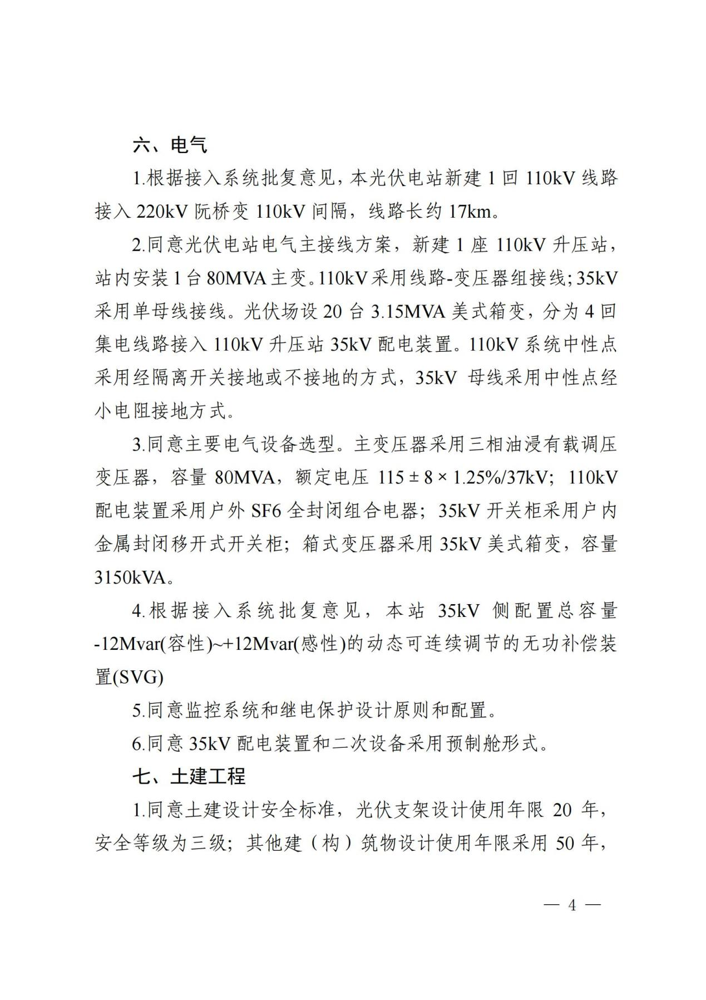 六、电气
1.根据接入系统批复意见，本光伏电站新建 1 回 110kV 线路
接入 220kV 阮桥变 110kV 间隔，线路长约 17km。
2.同意光伏电站电气主接线方案，新建 1 座 110kV 升压站，
站内安装 1 台 80MVA 主变。110kV 采用线路-变压器组接线；35kV
采用单母线接线。光伏场设 20 台 3.15MVA 美式箱变，分为 4 回
集电线路接入 110kV 升压站 35kV 配电装置。110kV 系统中性点
采用经隔离开关接地或不接地的方式，35kV 母线采用中性点经
小电阻接地方式。
3.同意主要电气设备选型。主变压器采用三相油浸有载调压
变压器，容量 80MVA，额定电压 115±8×1.25%/37kV；110kV
配电装置采用户外 SF6 全封闭组合电器；35kV 开关柜采用户内
金属封闭移开式开关柜；箱式变压器采用 35kV 美式箱变，容量
3150kVA。
4.根据接入系统批复意见，本站 35kV 侧配置总容量
-12Mvar(容性)~+12Mvar(感性)的动态可连续调节的无功补偿装
置(SVG)
5.同意监控系统和继电保护设计原则和配置。
6.同意 35kV 配电装置和二次设备采用预制舱形式。
七、土建工程
1.同意土建设计安全标准，光伏支架设计使用年限 20 年，
安全等级为三级；其他建（构）筑物设计使用年限采用 50 年，
— 4 —